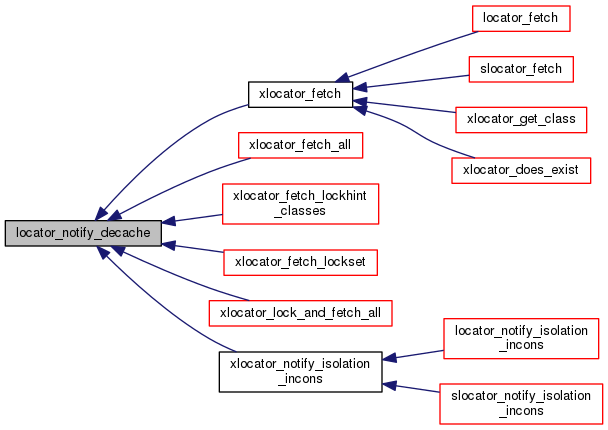 locator_fetch
slocator_fetch
xlocator_fetch
xlocator_get_class
xlocator_does_exist
xlocator_fetch_all
xlocator_fetch_lockhint
_classes
locator_notify_decache
xlocator_fetch_lockset
xlocator_lock_and_fetch_all
locator_notify_isolation
_incons
xlocator_notify_isolation
_incons
slocator_notify_isolation
_incons